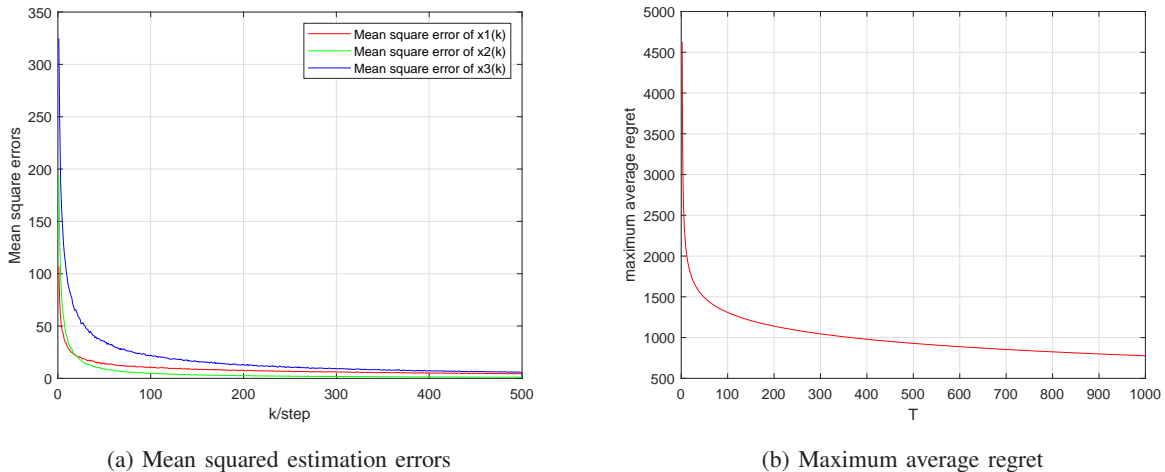 350
300
250
200
150
100
50
0
Mean square errors
Mean square error of x1(k)
Mean square error of x2(k)
Mean square error of x3(k)
0 100 200 300 400 500
k/step
(a) Mean squared estimation errors
5000
4500
4000
3500
3000
2500
2000
1500
1000
500
maximum average regret
0 100 200 300 400 500 600 700 800 900 1000
T
(b) Maximum average regret